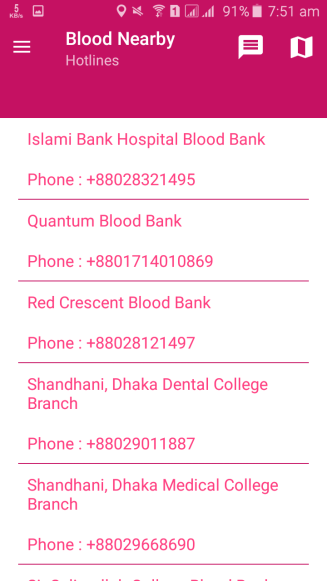 5
KB/s
1
91%
7:51 am
Blood Nearby
Hotlines
Islami Bank Hospital Blood Bank
Phone : +88028321495
Quantum Blood Bank
Phone : +8801714010869
Red Crescent Blood Bank
Phone : +88028121497
Shandhani, Dhaka Dental College
Branch
Phone : +88029011887
Shandhani, Dhaka Medical College
Branch
Phone : +88029668690